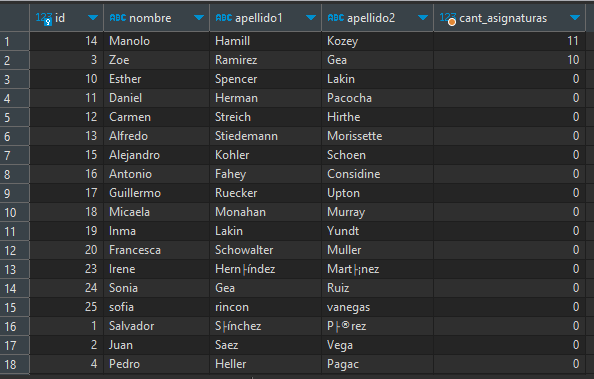 123 id ABC nombre ABC apellido1 ABC apellido2 123 cant_asignaturas
1 14 Manolo Hamill Kozey 11
2 3 Zoe Ramirez Gea 10
3 10 Esther Spencer Lakin 0
4 11 Daniel Herman Pacocha 0
5 12 Carmen Streich Hirthe 0
6 13 Alfredo Stiedemann Morissette 0
7 15 Alejandro Kohler Schoen 0
8 16 Antonio Fahey Considine 0
9 17 Guillermo Ruecker Upton 0
10 18 Micaela Monahan Murray 0
11 19 Inma Lakin Yundt 0
12 20 Francesca Schowalter Muller 0
13 23 Irene Hern├índez Mart├¡nez 0
14 24 Sonia Gea Ruiz 0
15 25 sofia rincon vanegas 0
16 1 Salvador S├ínchez P├®rez 0
17 2 Juan Saez Vega 0
18 4 Pedro Heller Pagac 0